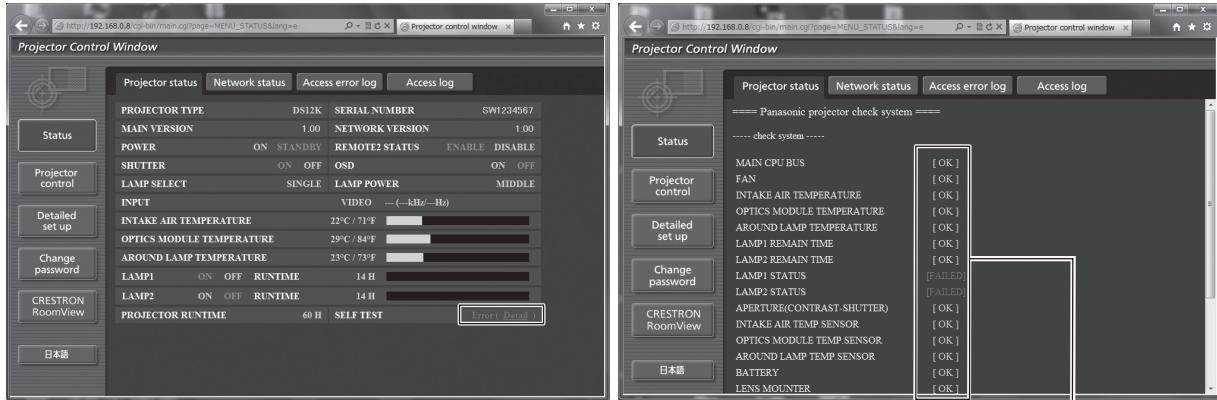 http://192.168.0.8/cgi-bin/main.cgi?page=MENU_STATUS&lang=e
Projector control window
Projector Control Window
Projector status Network status Access error log Access log
Status
Projector control
Detailed set up
Change password
CRESTRON RoomView
日本語
PROJECTOR TYPE DS12K SERIAL NUMBER SW1234567
MAIN VERSION 1.00 NETWORK VERSION 1.00
POWER ON STANDBY REMOTE2 STATUS ENABLE DISABLE
SHUTTER ON OFF OSD ON OFF
LAMP SELECT SINGLE LAMP POWER MIDDLE
INPUT VIDEO --- (---kHz/---Hz)
INTAKE AIR TEMPERATURE 22°C / 71°F
OPTICS MODULE TEMPERATURE 29°C / 84°F
AROUND LAMP TEMPERATURE 23°C / 73°F
LAMP1 ON OFF RUNTIME 14 H
LAMP2 ON OFF RUNTIME 14 H
PROJECTOR RUNTIME 60 H SELF TEST Error ( Detail )
http://192.168.0.8/cgi-bin/main.cgi?page=MENU_STATUS&lang=e
Projector control window
Projector Control Window
Projector status Network status Access error log Access log
Status
Projector control
Detailed set up
Change password
CRESTRON RoomView
日本語
==== Panasonic projector check system ====
----- check system -----
MAIN CPU BUS [ OK ]
FAN [ OK ]
INTAKE AIR TEMPERATURE [ OK ]
OPTICS MODULE TEMPERATURE [ OK ]
AROUND LAMP TEMPERATURE [ OK ]
LAMP1 REMAIN TIME [ OK ]
LAMP2 REMAIN TIME [ OK ]
LAMP1 STATUS [FAILED]
LAMP2 STATUS [FAILED]
APERTURE(CONTRAST-SHUTTER) [ OK ]
INTAKE AIR TEMP.SENSOR [ OK ]
OPTICS MODULE TEMP.SENSOR [ OK ]
AROUND LAMP TEMP.SENSOR [ OK ]
BATTERY [ OK ]
LENS MOUNTER [ OK ]